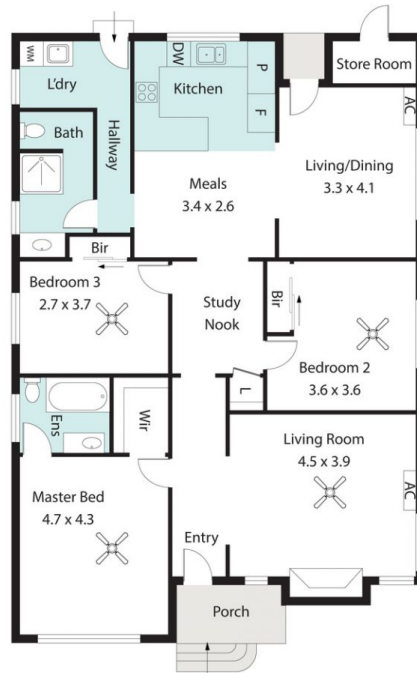 WM
L'dry
Bath
Hallway
DW
Kitchen
P
F
Store Room
AC
Living/Dining
3.3 x 4.1
Meals
3.4 x 2.6
Bir
Bedroom 3
2.7 x 3.7
Study
Nook
Bir
Bedroom 2
3.6 x 3.6
L
Ens
Wir
Living Room
4.5 x 3.9
AC
Master Bed
4.7 x 4.3
Entry
Porch